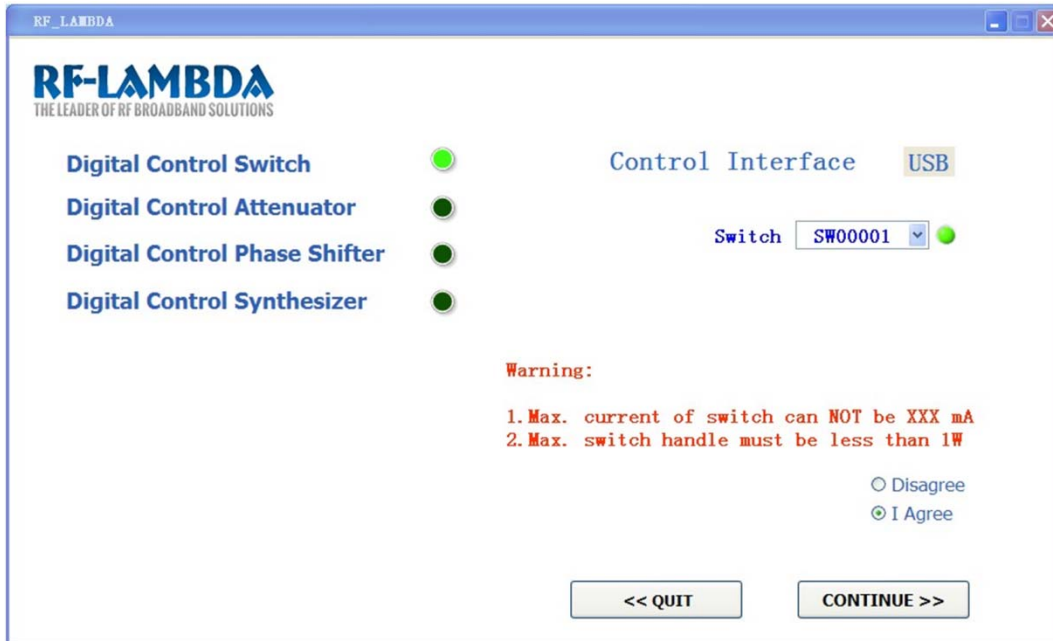 RF_LAMBDA
RF-LAMBDA
THE LEADER OF RF BROADBAND SOLUTIONS
Digital Control Switch
Digital Control Attenuator
Digital Control Phase Shifter
Digital Control Synthesizer
Control Interface USB
Switch SW00001
Warning:
1.Max. current of switch can NOT be XXX mA
2.Max. switch handle must be less than 1W
Disagree
I Agree
<< QUIT
CONTINUE >>